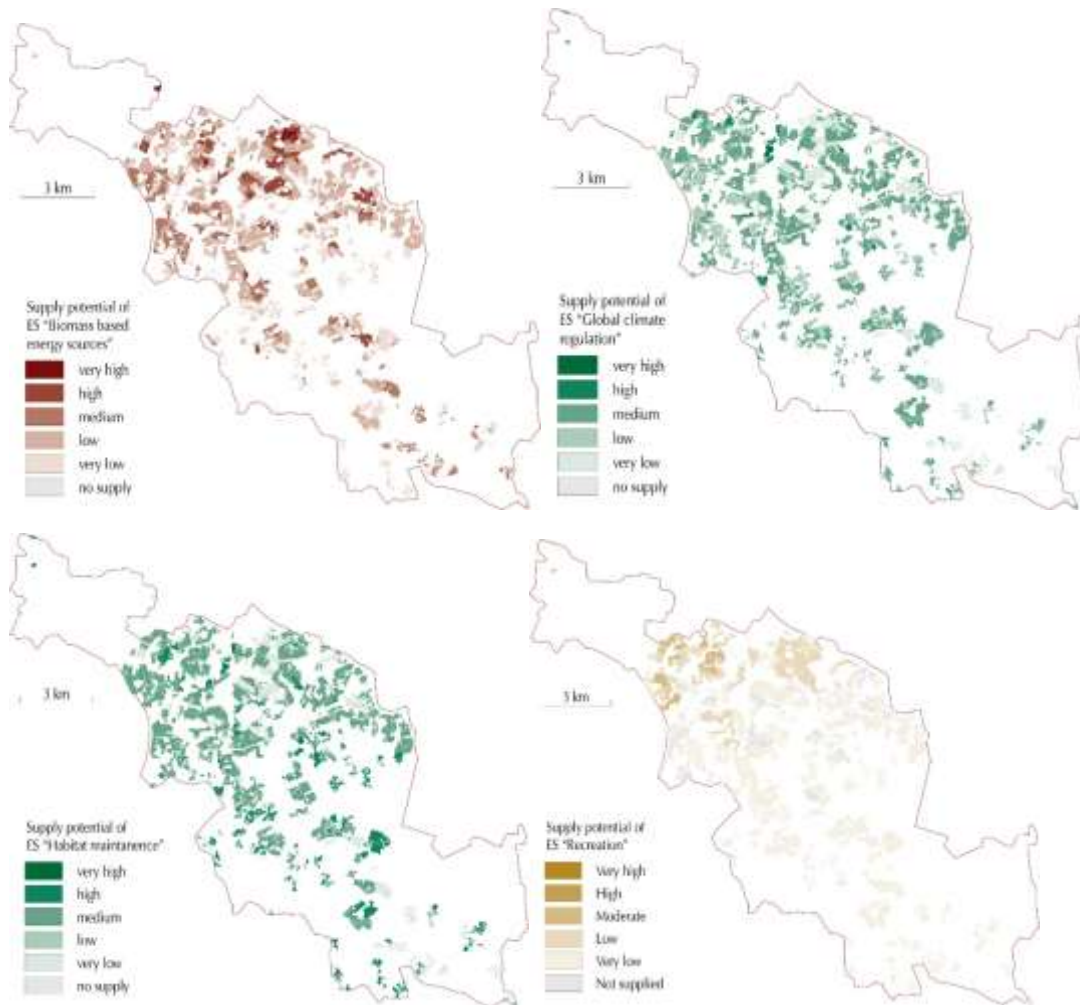 3 km
Supply potential of
ES "Biomass based
energy sources"
very high
high
medium
low
very low
no supply
3 km
Supply potential of
ES "Global climate
regulation"
very high
high
medium
low
very low
no supply
3 km
Supply potential of
ES "Habitat maintanence"
very high
high
medium
low
very low
no supply
3 km
Supply potential of
ES "Recreation"
Very high
High
Moderate
Low
Very low
Not supplied